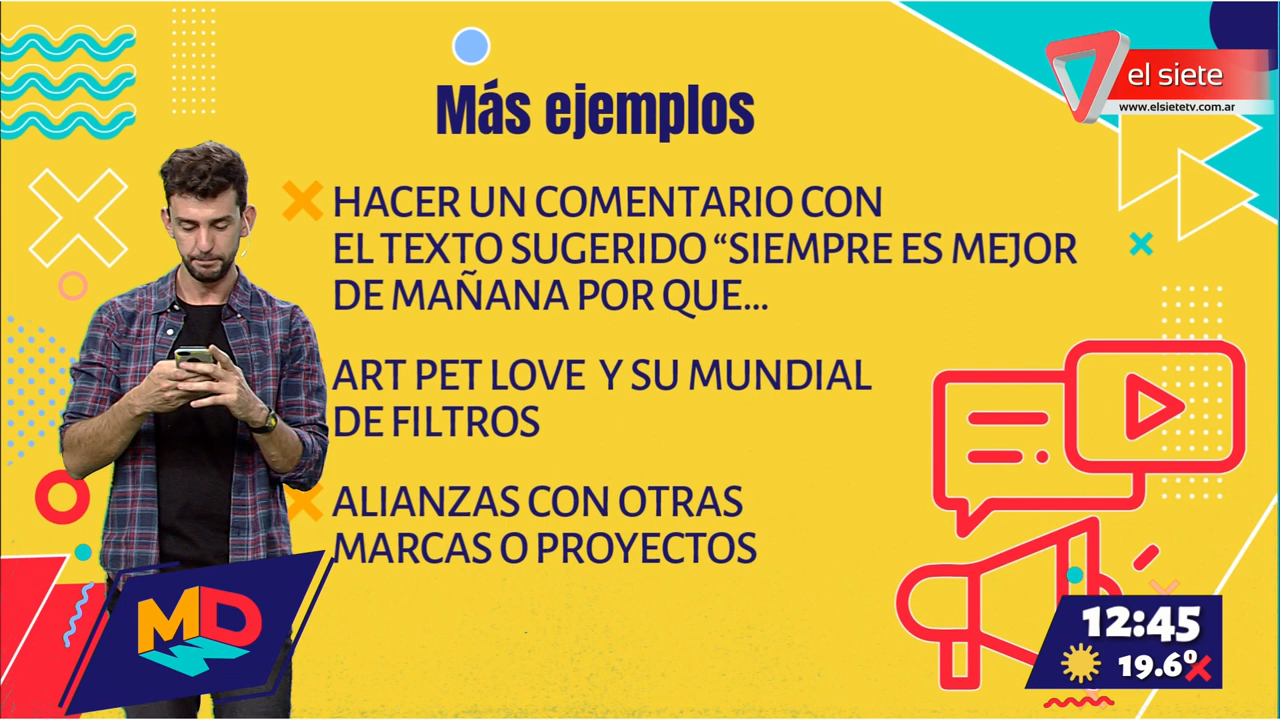 el siete
www.elsietetv.com.ar
Más ejemplos
HACER UN COMENTARIO CON
EL TEXTO SUGERIDO “SIEMPRE ES MEJOR
DE MAÑANA POR QUE...
ART PET LOVE Y SU MUNDIAL
DE FILTROS
ALIANZAS CON OTRAS
MARCAS O PROYECTOS
MD
12:45
19.6º